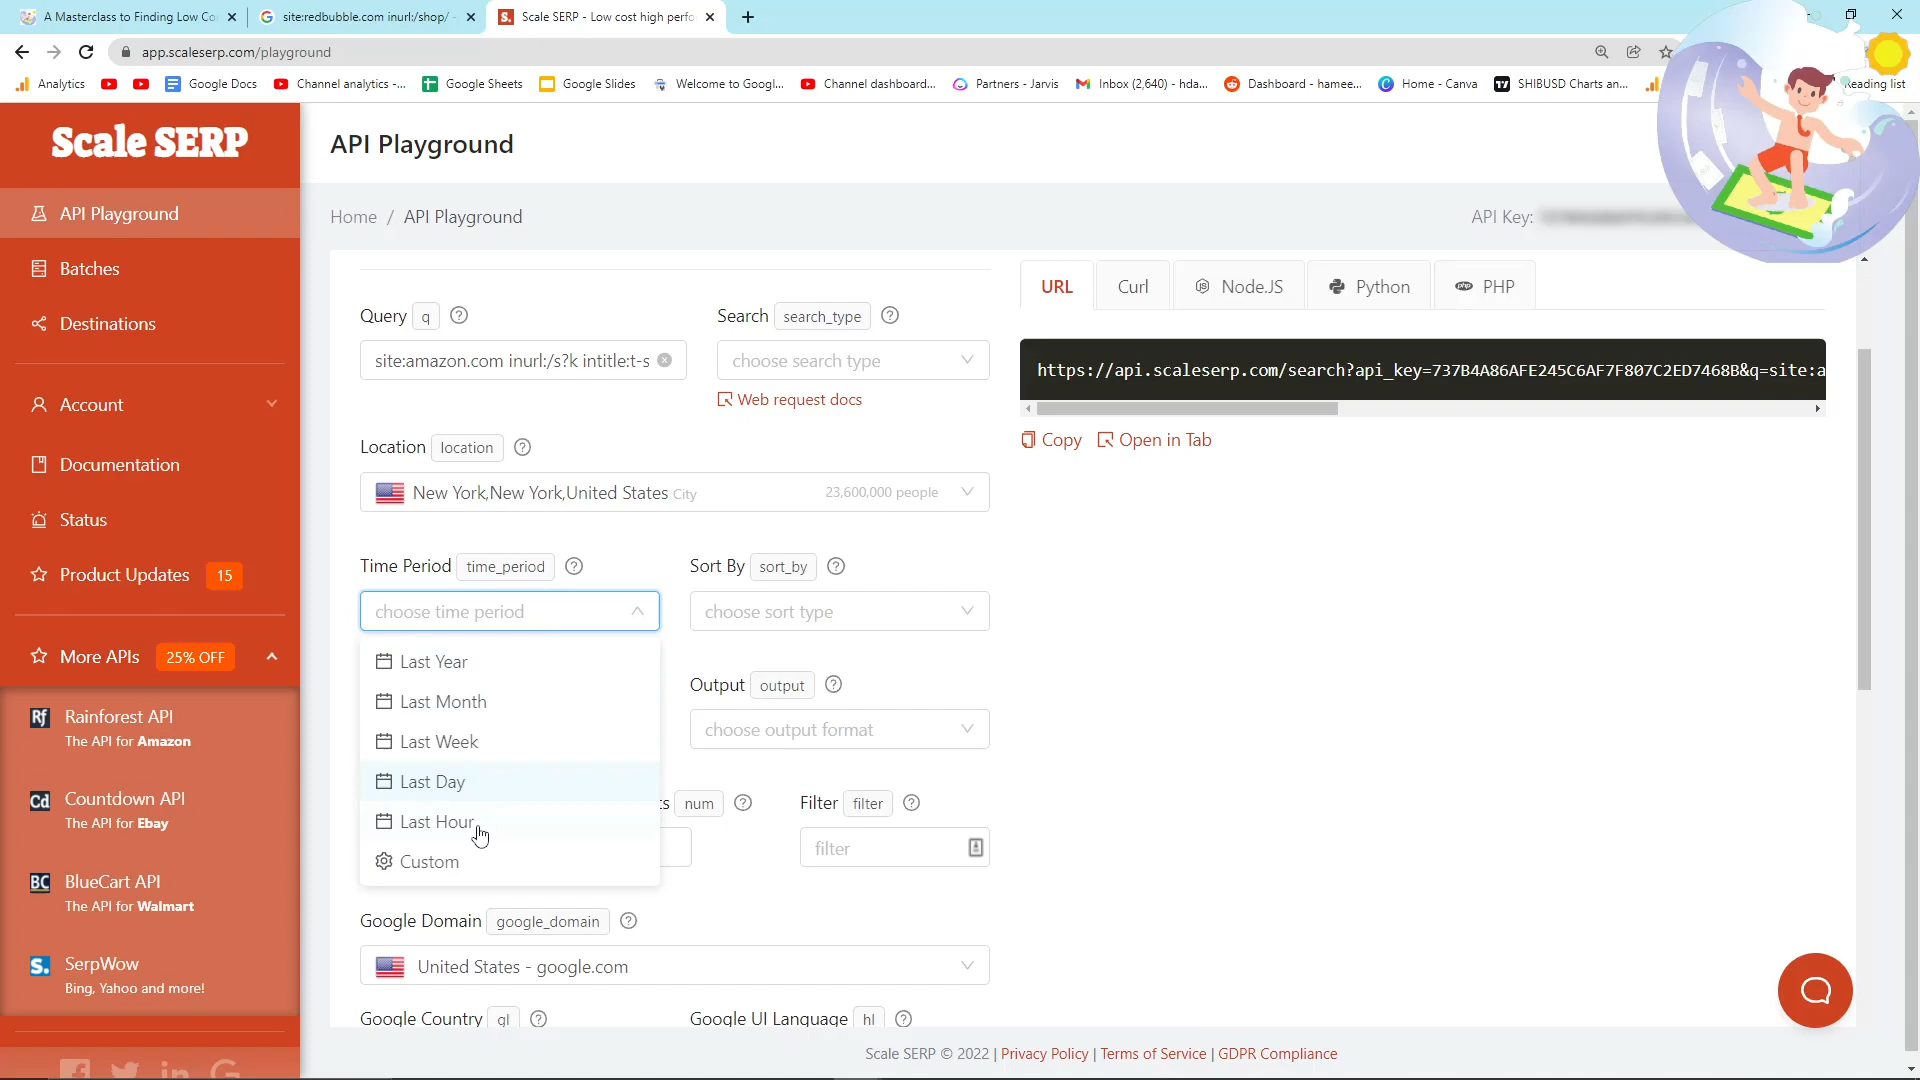 A Masterclass to Finding Low Co
site:redbubble.com inurl:/shop/ -
Scale SERP - Low cost high perfo
app.scaleserp.com/playground
Analytics
Google Docs
Channel analytics -...
Google Sheets
Google Slides
Welcome to Googl...
Channel dashboard...
Partners - Jarvis
Inbox (2,640) - hda...
Dashboard - hamee...
Home - Canva
SHIBUSD Charts an...
Reading list
Scale SERP
API Playground
API Playground
Home / API Playground
API Key:
Batches
Destinations
Account
Documentation
Status
Product Updates 15
More APIs 25% OFF
Rf Rainforest API
The API for Amazon
Cd Countdown API
The API for Ebay
BC BlueCart API
The API for Walmart
S. SerpWow
Bing, Yahoo and more!
Query q
Search search_type
site:amazon.com inurl:/s?k intitle:t-s
choose search type
Web request docs
Location location
New York,New York,United States City 23,600,000 people
Time Period time_period
Sort By sort_by
choose time period
choose sort type
Last Year
Last Month
Last Week
Last Day
Last Hour
Custom
Output output
choose output format
ts num
Filter filter
filter
Google Domain google_domain
United States - google.com
Google Country gl
Google UI Language hl
URL
Curl
Node.JS
Python
php PHP
https://api.scaleserp.com/search?api_key=737B4A86AFE245C6AF7F807C2ED7468B&q=site:a
Copy
Open in Tab
Scale SERP © 2022 | Privacy Policy | Terms of Service | GDPR Compliance